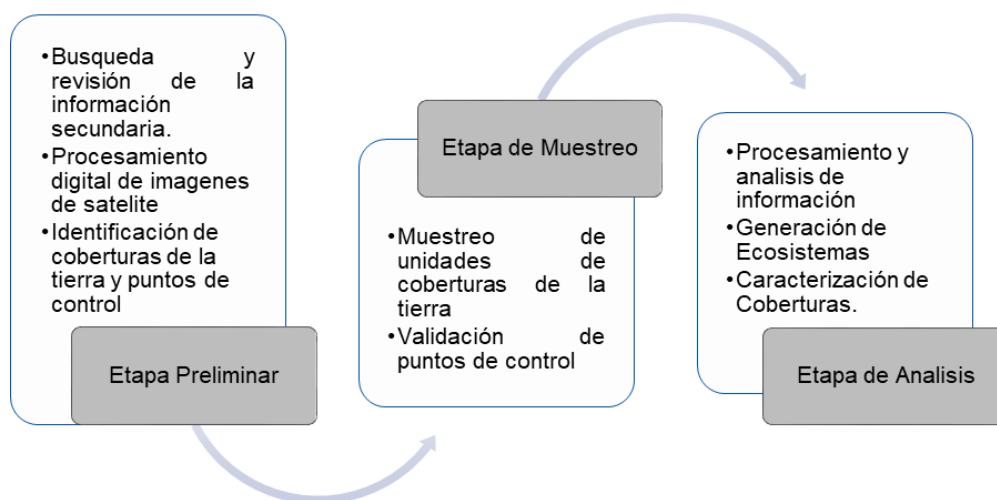 •Busqueda y
revisión de la
información
secundaria.
•Procesamiento
digital de imagenes
de satelite
•Identificación de
coberturas de la
tierra y puntos de
control
Etapa Preliminar
Etapa de Muestreo
•Muestreo de
unidades de
coberturas de la
tierra
•Validación de
puntos de control
•Procesamiento y
analisis de
información
•Generación de
Ecosistemas
•Caracterización de
Coberturas.
Etapa de Analisis